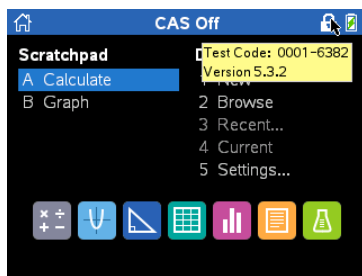 CAS Off
Scratchpad
A Calculate
B Graph
Test Code: 0001-6382
Version 5.3.2
1 New
2 Browse
3 Recent...
4 Current
5 Settings...